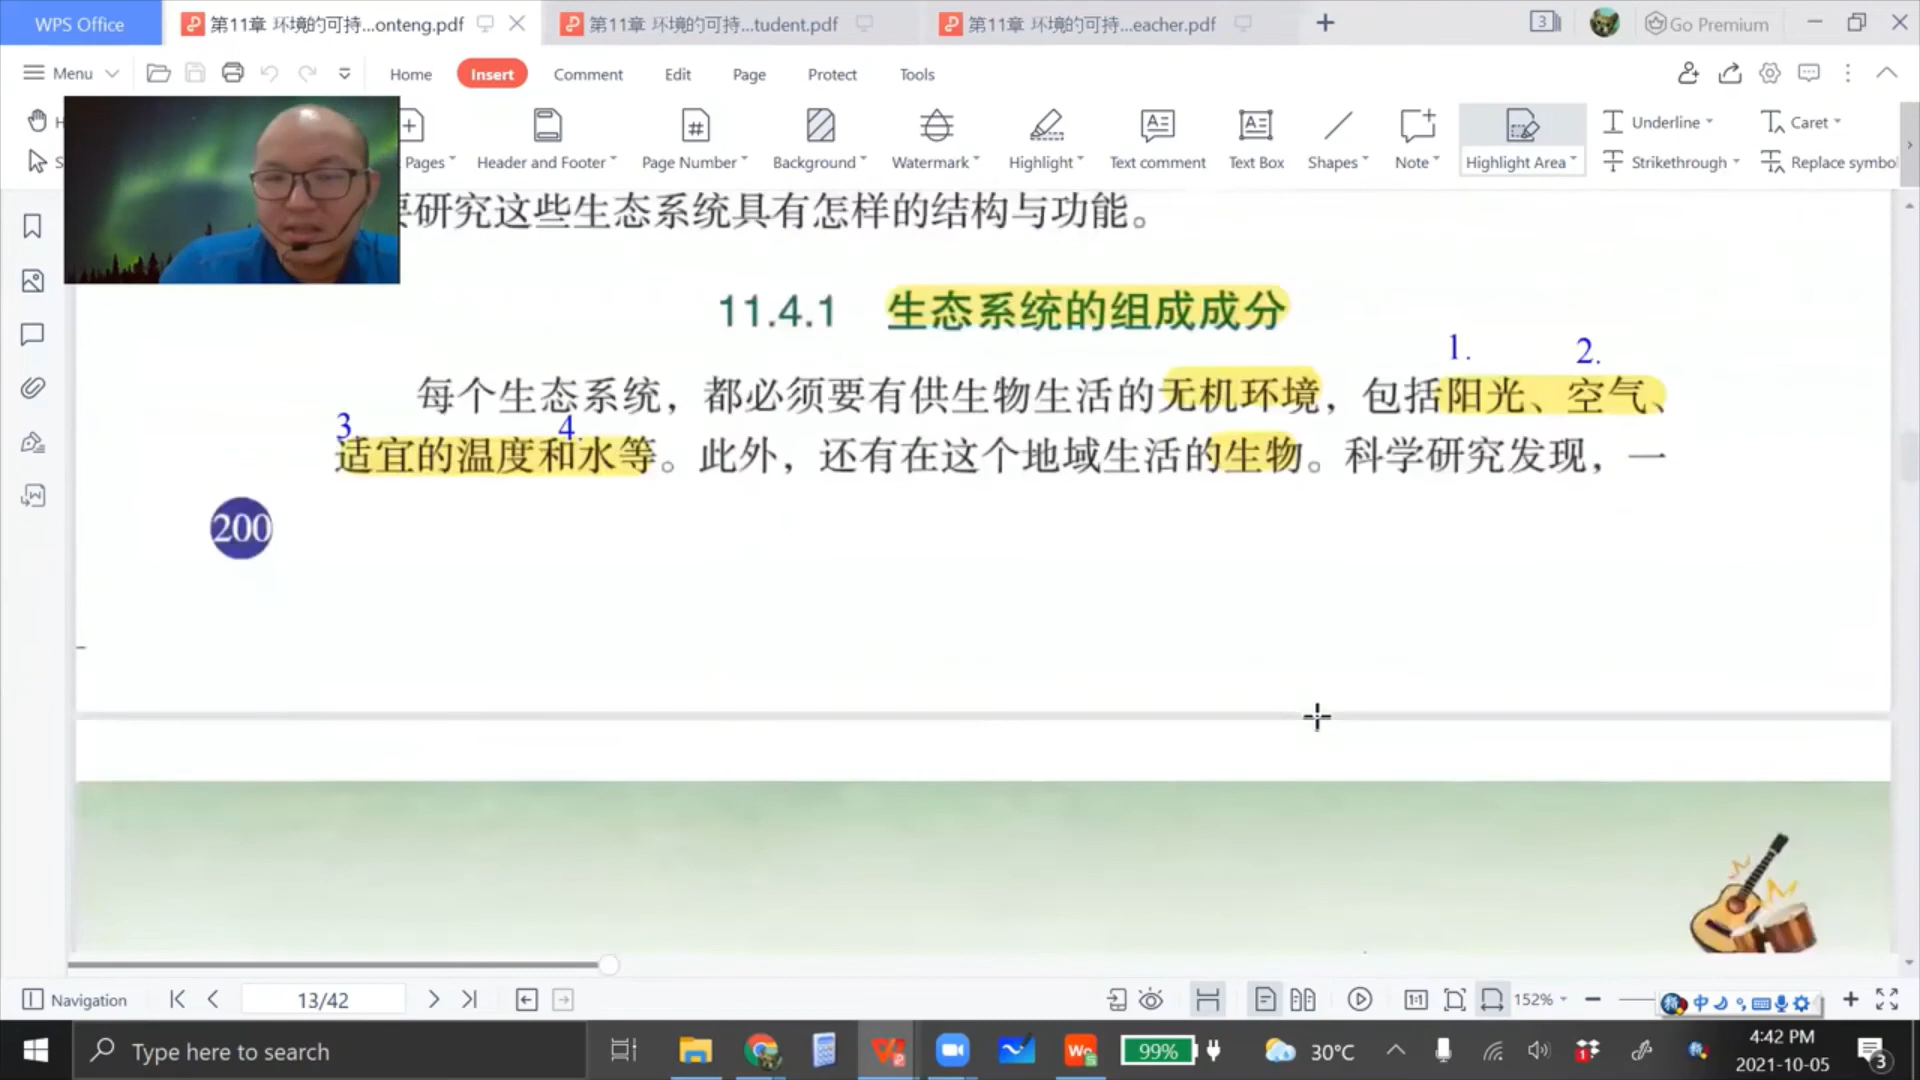 WPS Office
第11章 环境的可持...onteng.pdf
第11章 环境的可持...tudent.pdf
第11章 环境的可持...eacher.pdf
3
Go Premium
Menu
Home
Insert
Comment
Edit
Page
Protect
Tools
Pages
Header and Footer
Page Number
Background
Watermark
Highlight
Text comment
Text Box
Shapes
Note
Highlight Area
Underline
Strikethrough
Caret
Replace symbo
要研究这些生态系统具有怎样的结构与功能。
11.4.1 生态系统的组成成分
1. 2.
每个生态系统，都必须要有供生物生活的无机环境，包括阳光、空气、
3. 4.
适宜的温度和水等。此外，还有在这个地域生活的生物。科学研究发现，一
200
Navigation
13/42
152%
中
Type here to search
99%
30°C
4:42 PM
2021-10-05
3